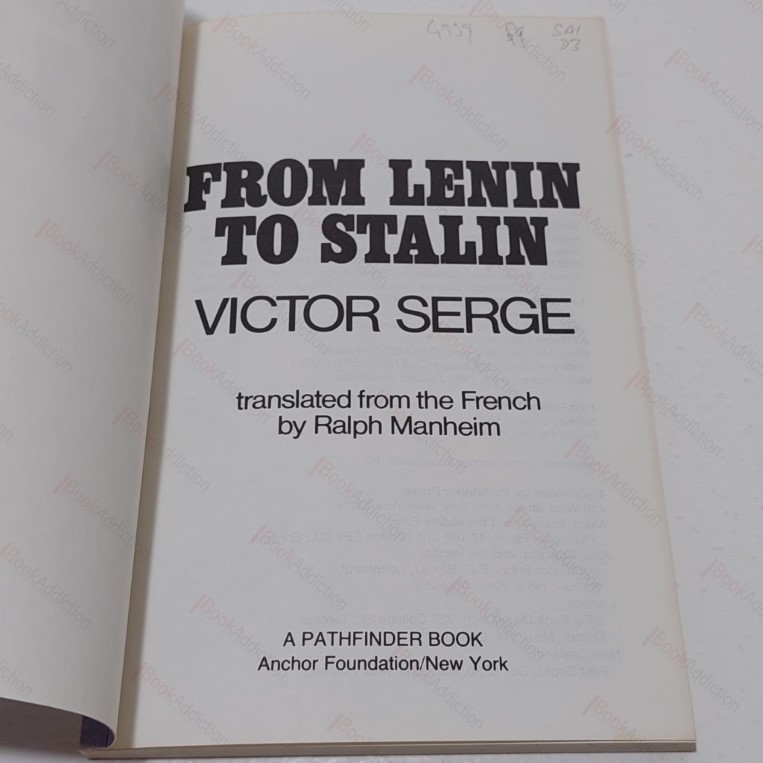 FROM LENIN
TO STALIN
VICTOR SERGE
translated from the French
by Ralph Manheim
A PATHFINDER BOOK
Anchor Foundation/New York
BookAddiction